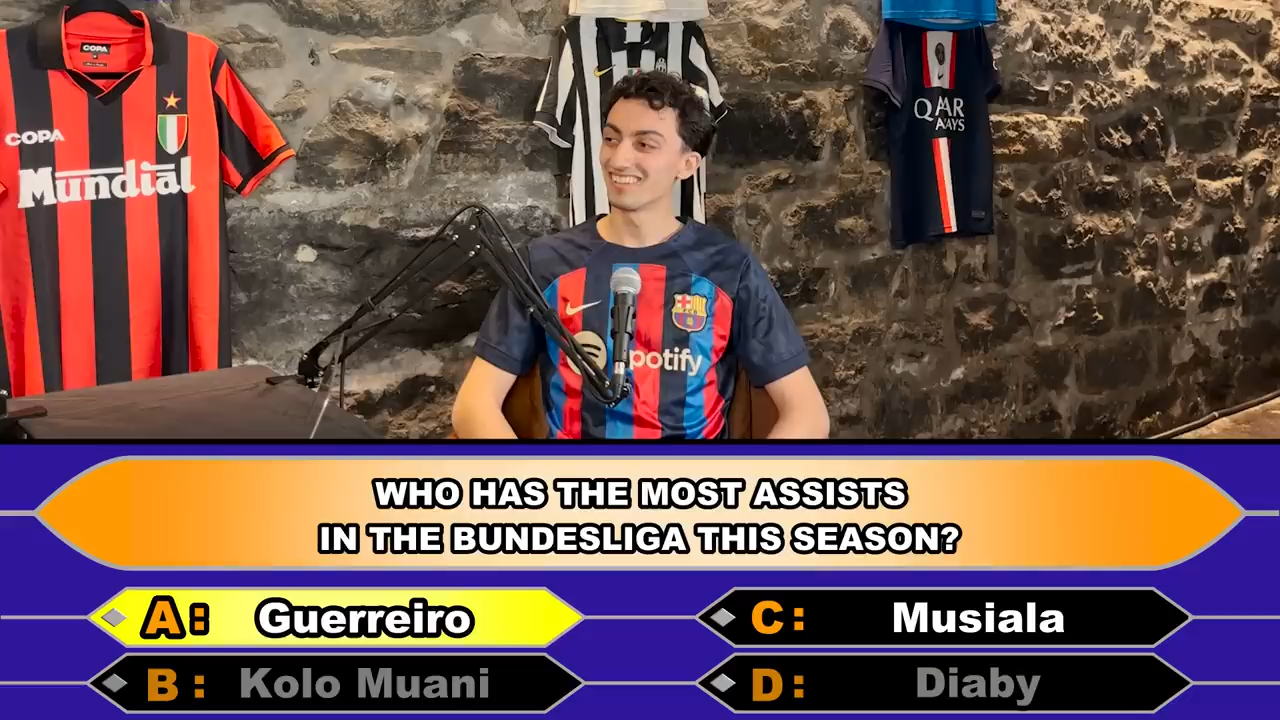 COPA
COPA
Mundial
QATAR
AIRWAYS
Spotify
WHO HAS THE MOST ASSISTS
IN THE BUNDESLIGA THIS SEASON?
A: Guerreiro
C: Musiala
B: Kolo Muani
D: Diaby